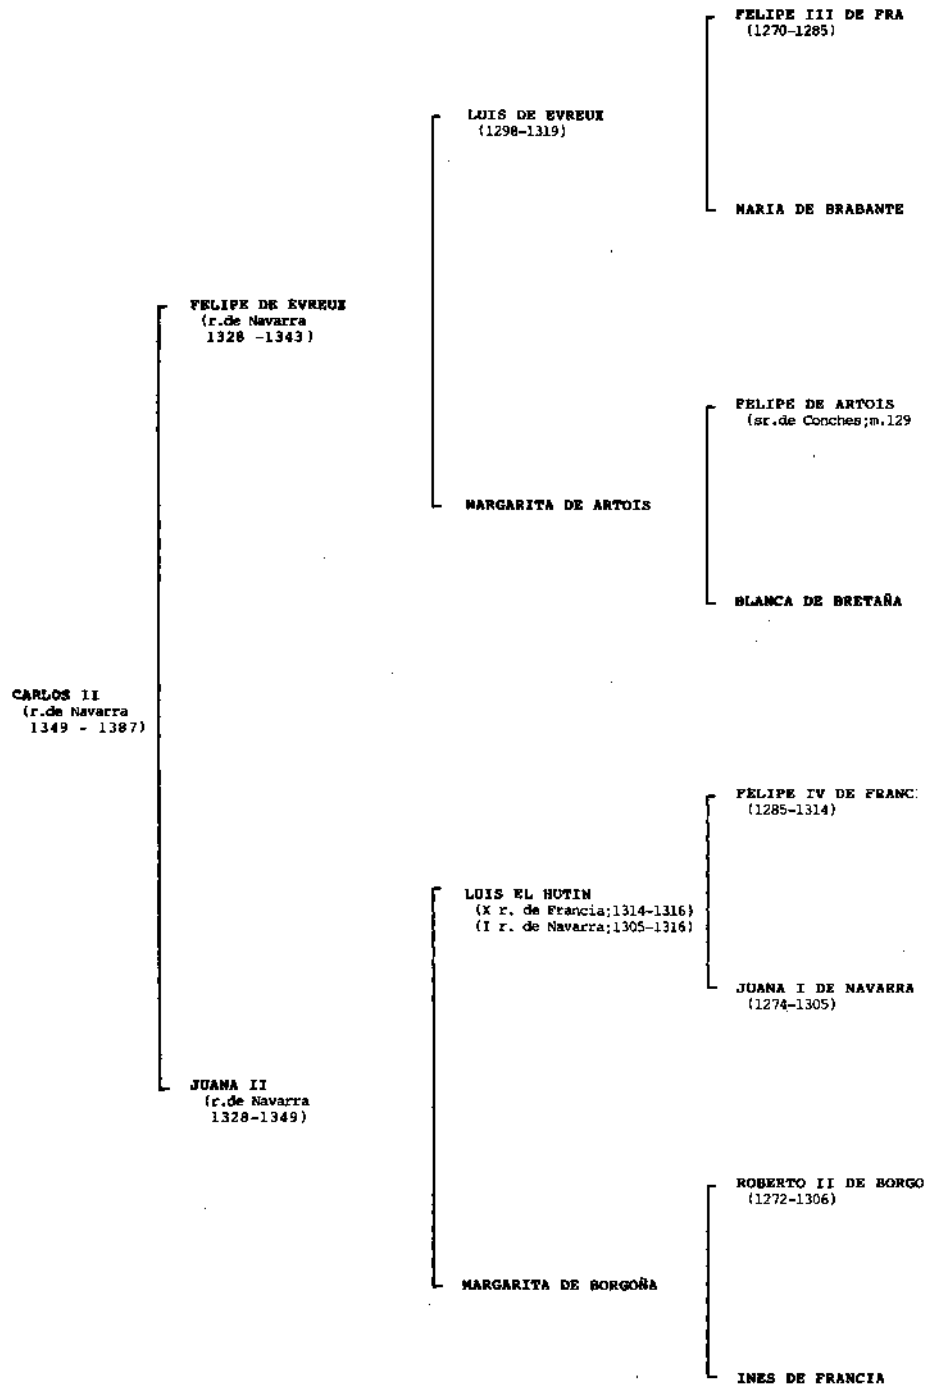 FELIPE III DE FRA
(1270-1285)
LUIS DE EVREUX
(1298-1319)
MARIA DE BRABANTE
FELIPE DE EVREUX
(r.de Navarra
1328 -1343)
FELIPE DE ARTOIS
(sr.de Conches;m.129
MARGARITA DE ARTOIS
BLANCA DE BRETAÑA
CARLOS II
(r.de Navarra
1349 - 1387)
FELIPE IV DE FRANC
(1285-1314)
LUIS EL HUTIN
(X r. de Francia;1314-1316)
(I r. de Navarra;1305-1316)
JUANA I DE NAVARRA
(1274-1305)
JUANA II
(r.de Navarra
1328-1349)
ROBERTO II DE BORGO
(1272-1306)
MARGARITA DE BORGOÑA
INES DE FRANCIA